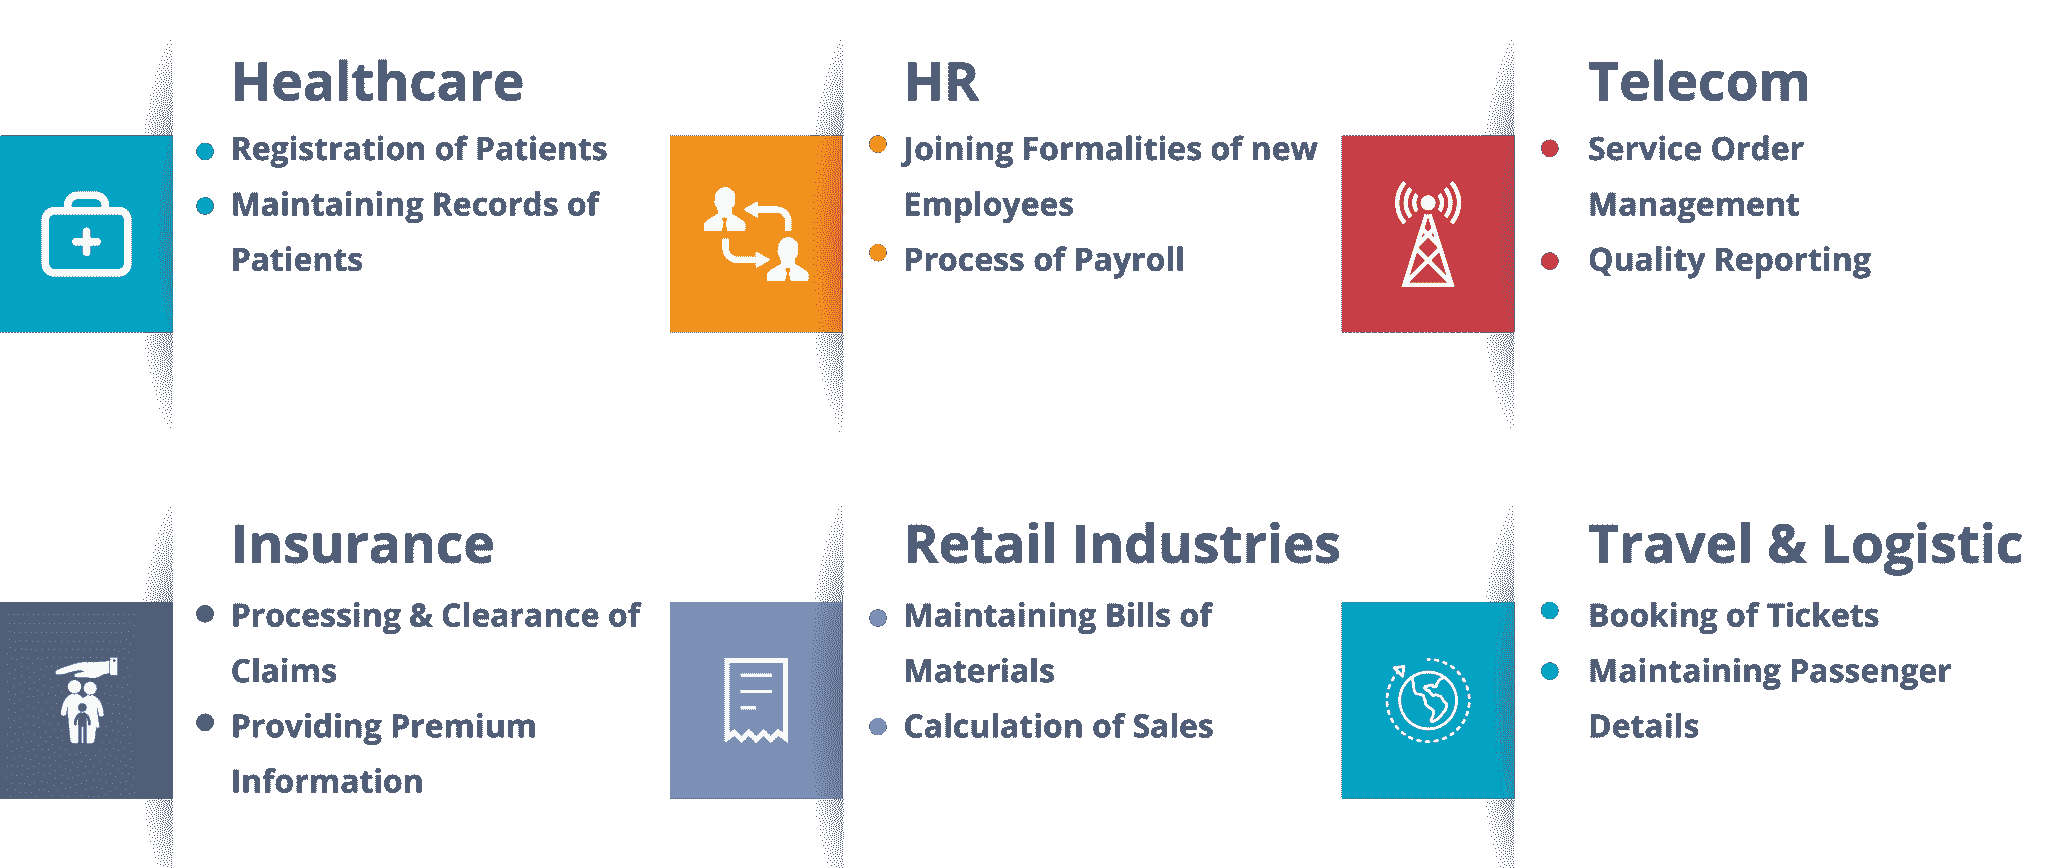 Healthcare
Registration of Patients
Maintaining Records of
Patients
HR
Joining Formalities of new
Employees
Process of Payroll
Telecom
Service Order
Management
Quality Reporting
Insurance
Processing & Clearance of
Claims
Providing Premium
Information
Retail Industries
Maintaining Bills of
Materials
Calculation of Sales
Travel & Logistic
Booking of Tickets
Maintaining Passenger
Details